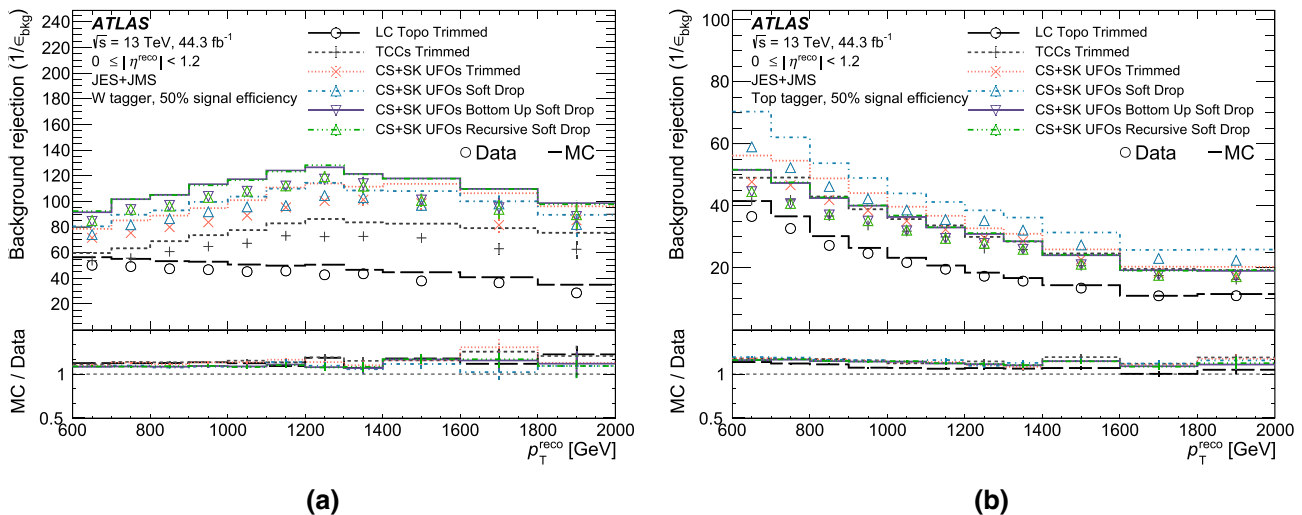 ATLAS
√s = 13 TeV, 44.3 fb⁻¹
0 ≤ | η^reco | < 1.2
JES+JMS
W tagger, 50% signal efficiency
LC Topo Trimmed
TCCs Trimmed
CS+SK UFOs Trimmed
CS+SK UFOs Soft Drop
CS+SK UFOs Bottom Up Soft Drop
CS+SK UFOs Recursive Soft Drop
Data
MC
Background rejection (1/ϵ_bkg)
240
220
200
180
160
140
120
100
80
60
40
20
MC / Data
1
0.5
600 800 1000 1200 1400 1600 1800 2000
p_T^reco [GeV]
(a)
ATLAS
√s = 13 TeV, 44.3 fb⁻¹
0 ≤ | η^reco | < 1.2
JES+JMS
Top tagger, 50% signal efficiency
LC Topo Trimmed
TCCs Trimmed
CS+SK UFOs Trimmed
CS+SK UFOs Soft Drop
CS+SK UFOs Bottom Up Soft Drop
CS+SK UFOs Recursive Soft Drop
Data
MC
Background rejection (1/ϵ_bkg)
100
80
60
40
20
MC / Data
1
0.5
600 800 1000 1200 1400 1600 1800 2000
p_T^reco [GeV]
(b)